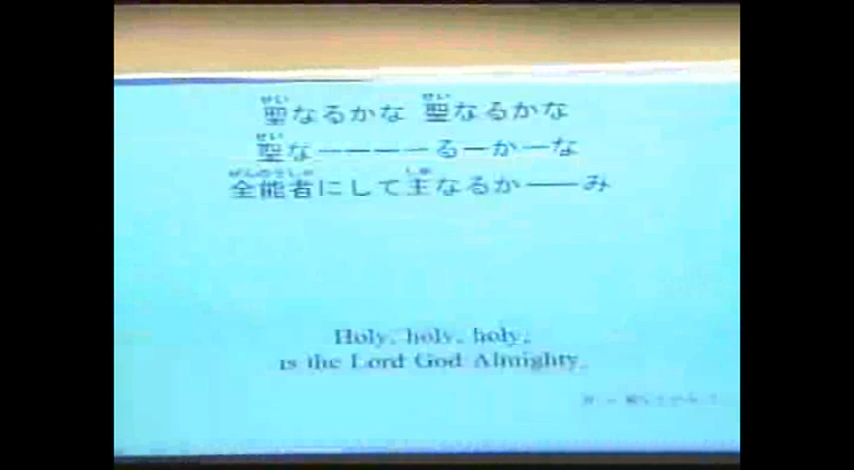 聖なるかな 聖なるかな
聖なーーーーるーかーな
全能者にして主なるか――み
Holy, holy, holy,
is the Lord God Almighty,